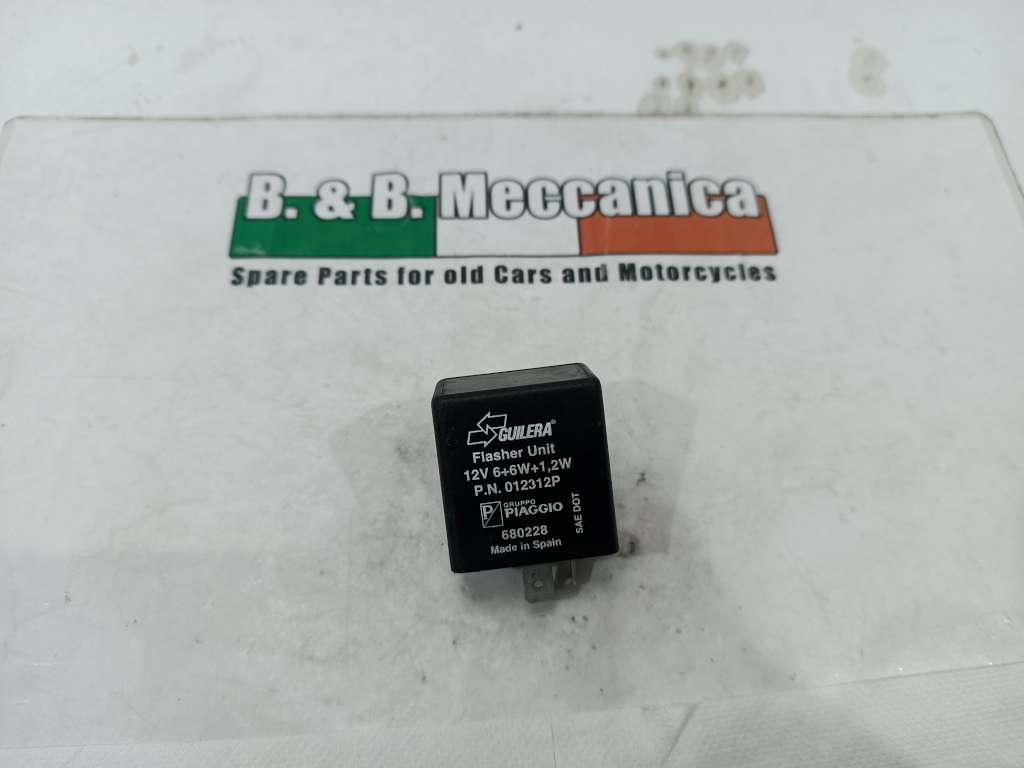 B. & B. Meccanica
Spare Parts for old Cars and Motorcycles
GUILERA®
Flasher Unit
12V 6+6W+1,2W
P.N. 012312P
P GRUPPO
PIAGGIO
680228
Made in Spain
SAE DOT